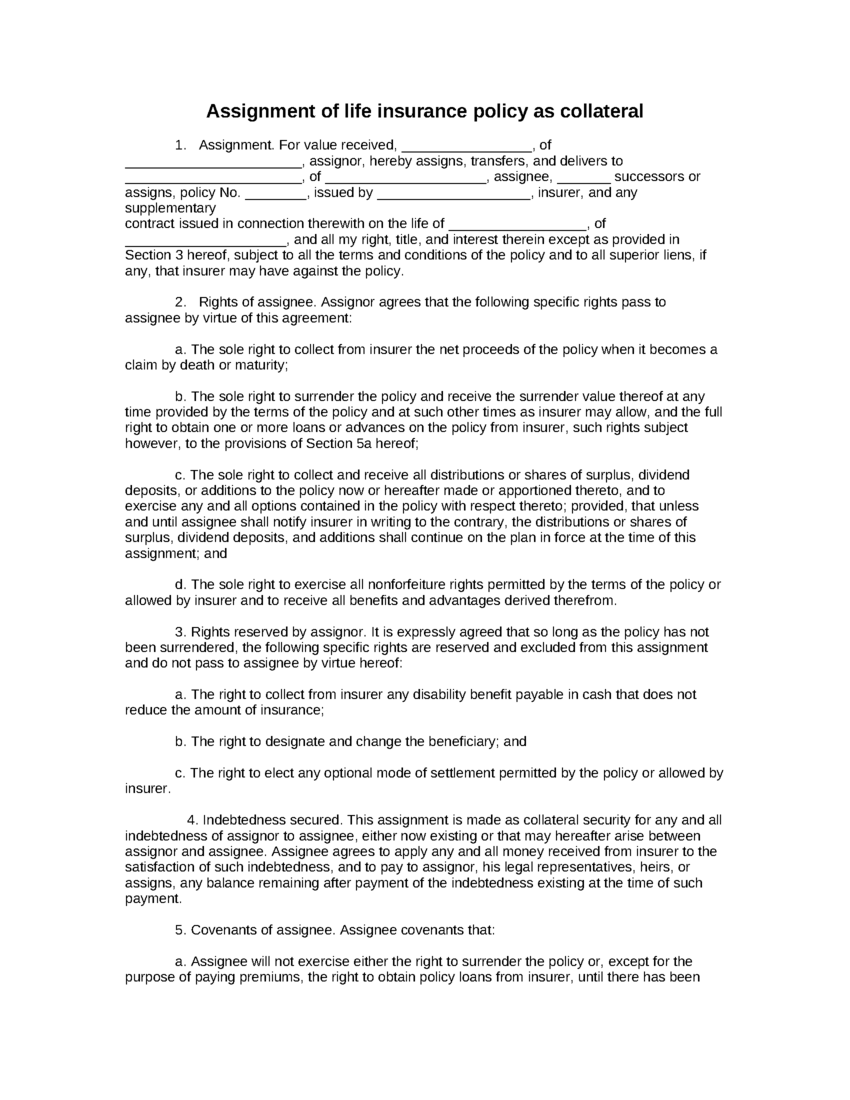 Assignment of life insurance policy as collateral
1. Assignment. For value received, _________________, of
_______________________, assignor, hereby assigns, transfers, and delivers to
_______________________, of _____________________, assignee, _______ successors or
assigns, policy No. ________, issued by ____________________, insurer, and any
supplementary
contract issued in connection therewith on the life of __________________, of
_____________________, and all my right, title, and interest therein except as provided in
Section 3 hereof, subject to all the terms and conditions of the policy and to all superior liens, if
any, that insurer may have against the policy.
2. Rights of assignee. Assignor agrees that the following specific rights pass to
assignee by virtue of this agreement:
a. The sole right to collect from insurer the net proceeds of the policy when it becomes a
claim by death or maturity;
b. The sole right to surrender the policy and receive the surrender value thereof at any
time provided by the terms of the policy and at such other times as insurer may allow, and the full
right to obtain one or more loans or advances on the policy from insurer, such rights subject
however, to the provisions of Section 5a hereof;
c. The sole right to collect and receive all distributions or shares of surplus, dividend
deposits, or additions to the policy now or hereafter made or apportioned thereto, and to
exercise any and all options contained in the policy with respect thereto; provided, that unless
and until assignee shall notify insurer in writing to the contrary, the distributions or shares of
surplus, dividend deposits, and additions shall continue on the plan in force at the time of this
assignment; and
d. The sole right to exercise all nonforfeiture rights permitted by the terms of the policy or
allowed by insurer and to receive all benefits and advantages derived therefrom.
3. Rights reserved by assignor. It is expressly agreed that so long as the policy has not
been surrendered, the following specific rights are reserved and excluded from this assignment
and do not pass to assignee by virtue hereof:
a. The right to collect from insurer any disability benefit payable in cash that does not
reduce the amount of insurance;
b. The right to designate and change the beneficiary; and
c. The right to elect any optional mode of settlement permitted by the policy or allowed by
insurer.
4. Indebtedness secured. This assignment is made as collateral security for any and all
indebtedness of assignor to assignee, either now existing or that may hereafter arise between
assignor and assignee. Assignee agrees to apply any and all money received from insurer to the
satisfaction of such indebtedness, and to pay to assignor, his legal representatives, heirs, or
assigns, any balance remaining after payment of the indebtedness existing at the time of such
payment.
5. Covenants of assignee. Assignee covenants that:
a. Assignee will not exercise either the right to surrender the policy or, except for the
purpose of paying premiums, the right to obtain policy loans from insurer, until there has been